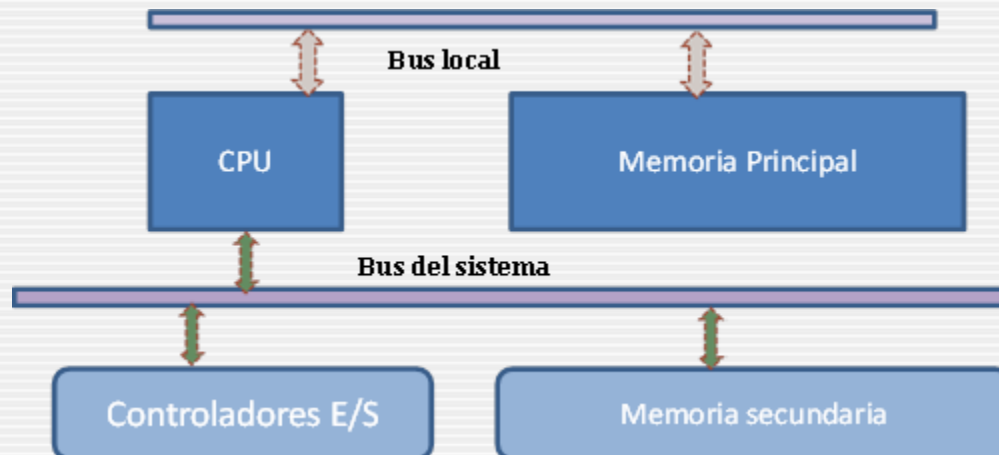 Bus local
CPU
Memoria Principal
Bus del sistema
Controladores E/S
Memoria secundaria